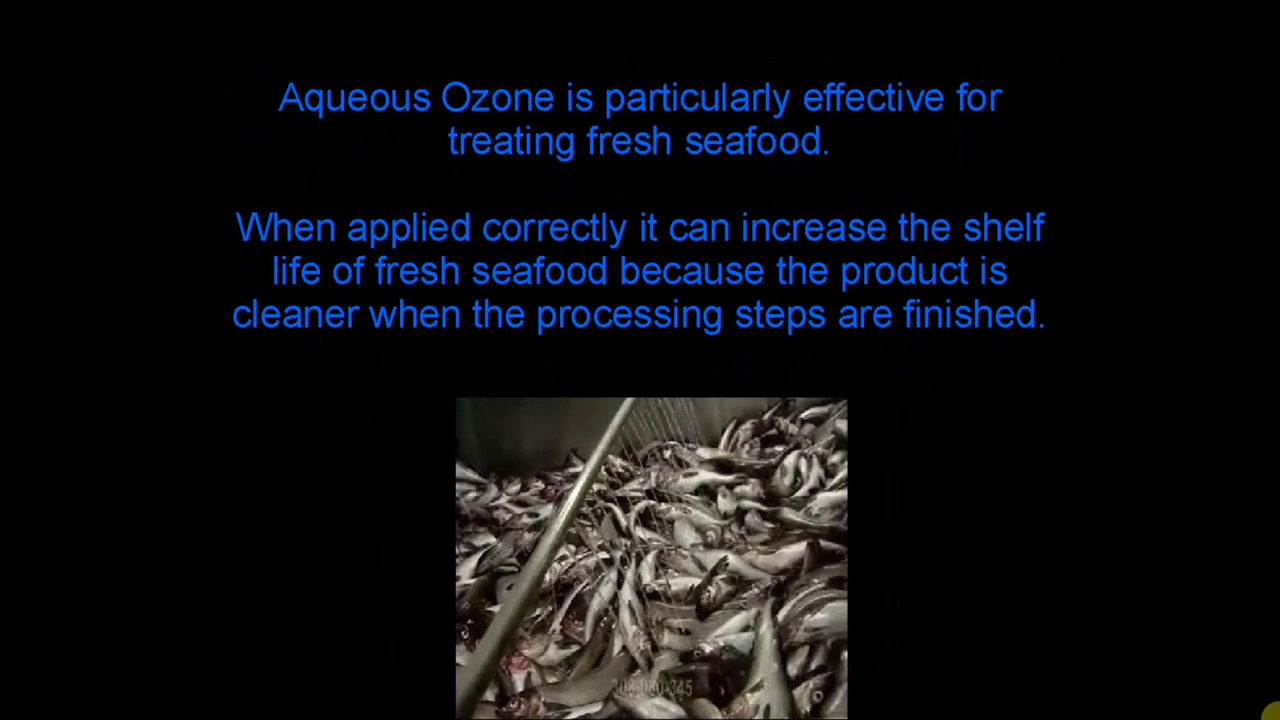 Aqueous Ozone is particularly effective for
treating fresh seafood.
When applied correctly it can increase the shelf
life of fresh seafood because the product is
cleaner when the processing steps are finished.